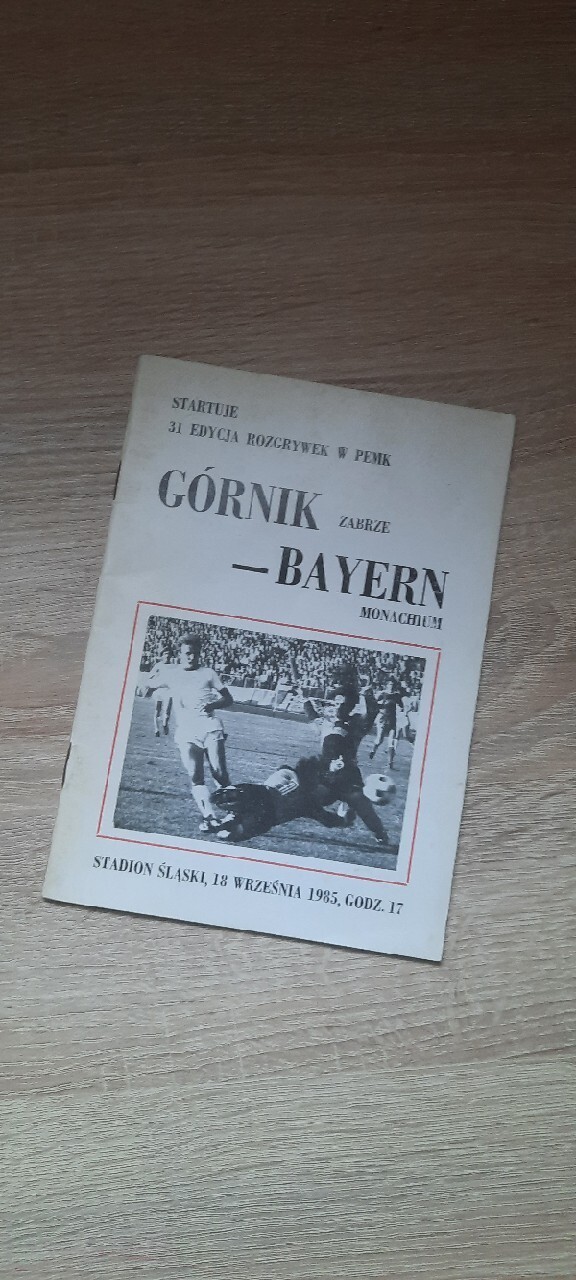 STARTUJE
31 EDYCJA ROZGRYWEK W PEMK
GÓRNIK ZABRZE
—BAYERN
MONACHIUM
STADION ŚLĄSKI, 18 WRZEŚNIA 1985, GODZ. 17